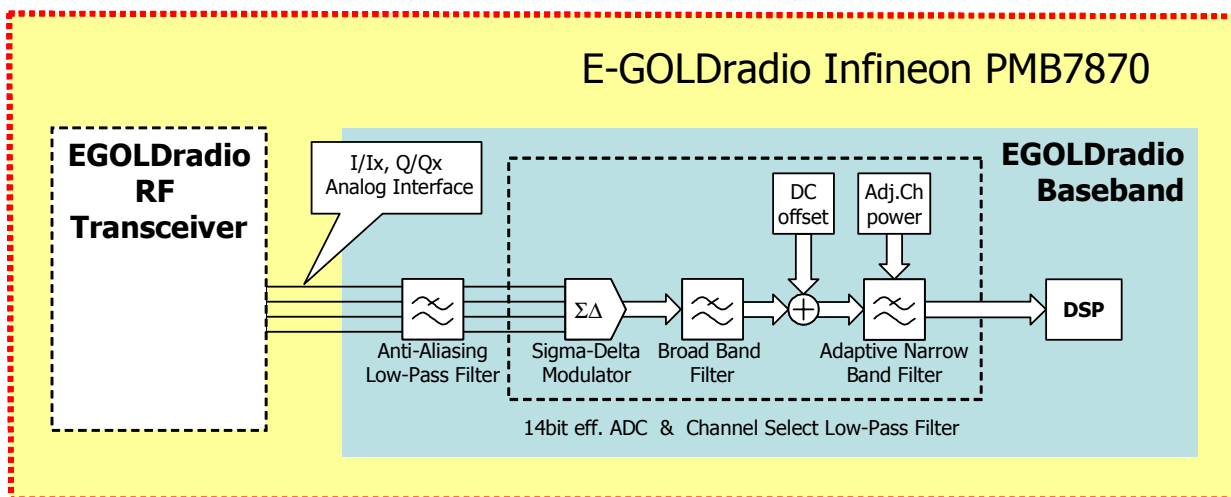 E-GOLDradio Infineon PMB7870
EGOLDradio
RF
Transceiver
I/Ix, Q/Qx
Analog Interface
EGOLDradio
Baseband
DC
offset
Adj.Ch
power
ΣΔ
DSP
Anti-Aliasing
Low-Pass Filter
Sigma-Delta
Modulator
Broad Band
Filter
Adaptive Narrow
Band Filter
14bit eff. ADC & Channel Select Low-Pass Filter